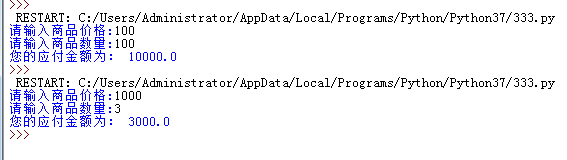 >>>
 RESTART: C:/Users/Administrator/AppData/Local/Programs/Python/Python37/333.py
请输入商品价格:100
请输入商品数量:100
您的应付金额为:  10000.0
>>>
 RESTART: C:/Users/Administrator/AppData/Local/Programs/Python/Python37/333.py
请输入商品价格:1000
请输入商品数量:3
您的应付金额为:  3000.0
>>>